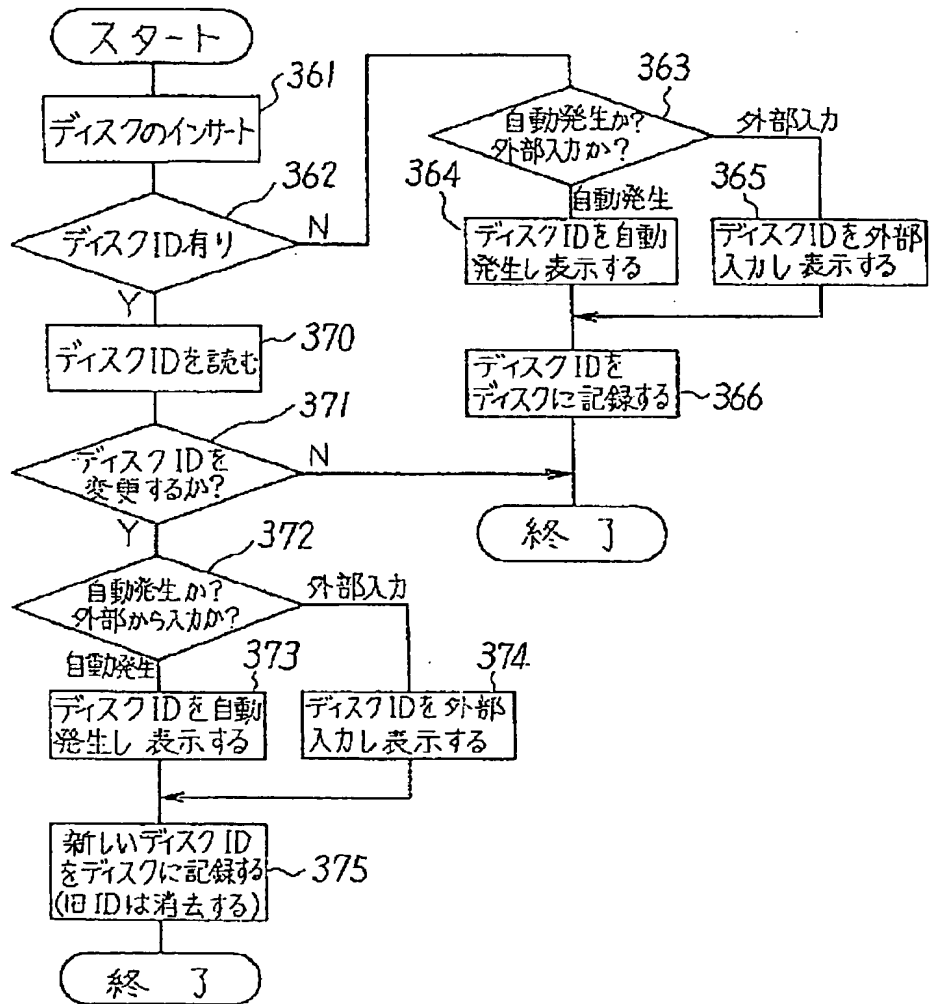 スタート
361
ディスクのインサート
362
ディスクID有り
N
Y
363
自動発生か?
外部入力か?
外部入力
自動発生
364
ディスクIDを自動
発生し表示する
365
ディスクIDを外部
入力し表示する
ディスクIDを
ディスクに記録する
366
370
ディスクIDを読む
371
ディスクIDを
変更するか?
N
Y
終了
372
自動発生か?
外部から入力か?
外部入力
自動発生
373
ディスクIDを自動
発生し表示する
374
ディスクIDを外部
入力し表示する
新しいディスクID
をディスクに記録する
(旧IDは消去する)
375
終了